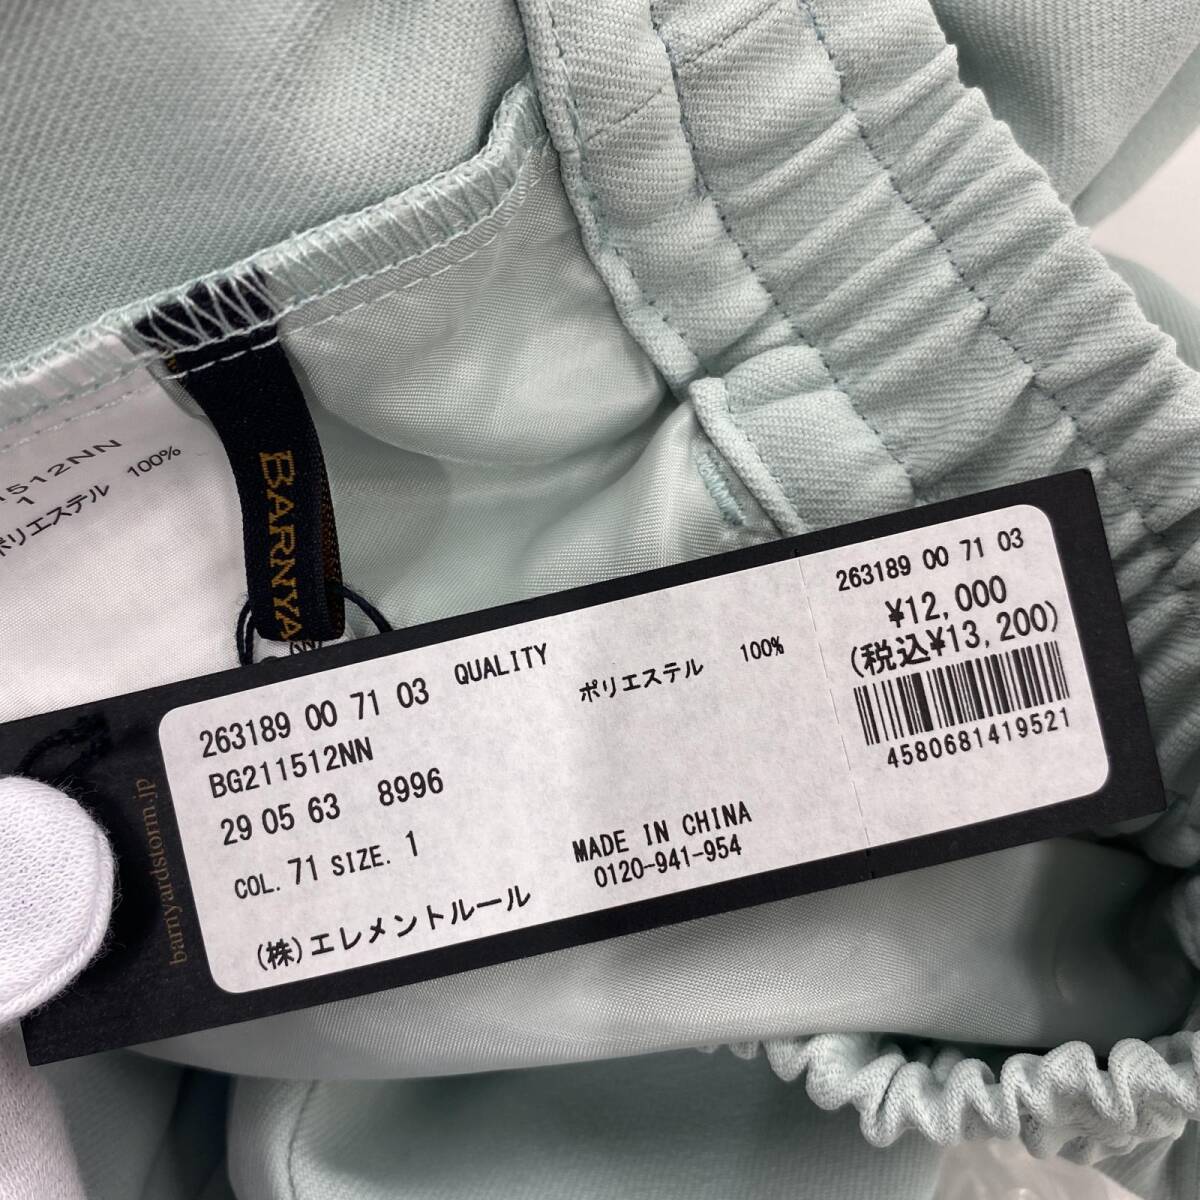 1512NN
1
ポリエステル 100%
BARNYA
barnyardstorm.jp
263189 00 71 03
BG211512NN
29 05 63 8996
COL. 71 SIZE. 1
(株)エレメントルール
QUALITY
ポリエステル 100%
MADE IN CHINA
0120-941-954
263189 00 71 03
¥12,000
(税込¥13,200)
4580681419521